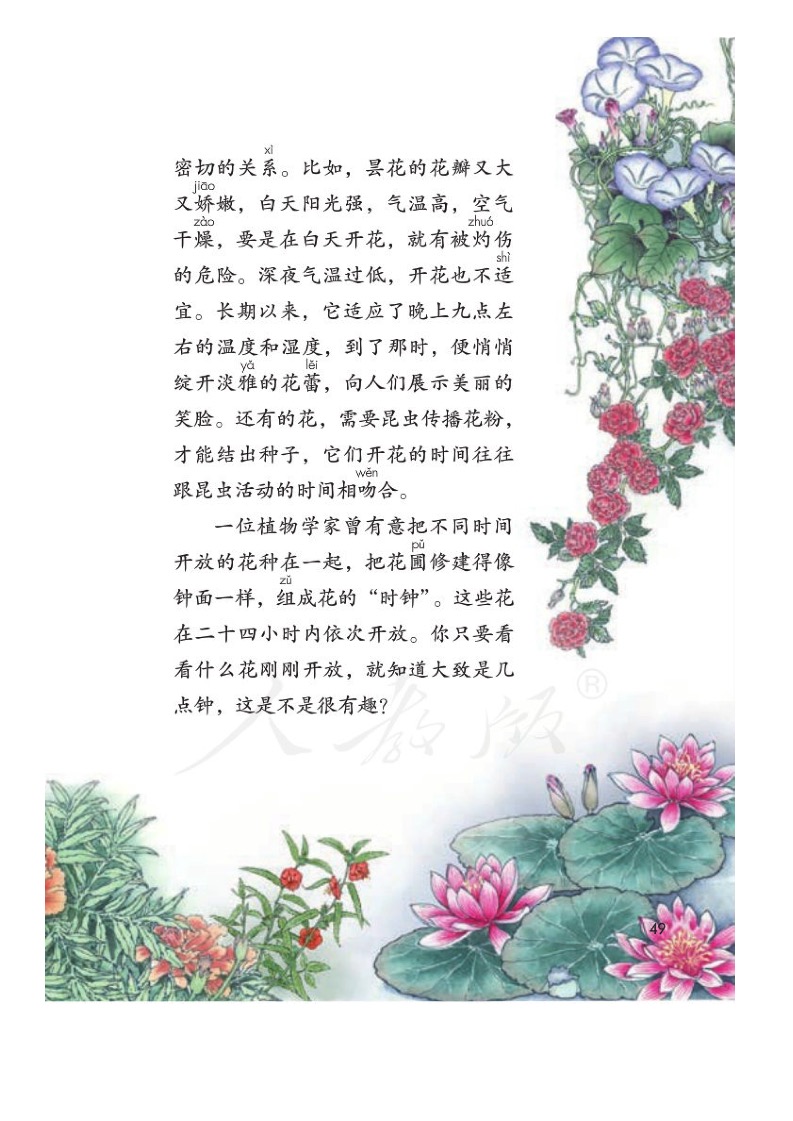 xì
密切的关系。比如，昙花的花瓣又大
jiāo
又娇嫩，白天阳光强，气温高，空气
zào zhuó
干燥，要是在白天开花，就有被灼伤
shì
的危险。深夜气温过低，开花也不适
宜。长期以来，它适应了晚上九点左
右的温度和湿度，到了那时，便悄悄
yǎ lěi
绽开淡雅的花蕾，向人们展示美丽的
笑脸。还有的花，需要昆虫传播花粉，
才能结出种子，它们开花的时间往往
wěn
跟昆虫活动的时间相吻合。
一位植物学家曾有意把不同时间
pǔ
开放的花种在一起，把花圃修建得像
zǔ
钟面一样，组成花的“时钟”。这些花
在二十四小时内依次开放。你只要看
看什么花刚刚开放，就知道大致是几
点钟，这是不是很有趣？
人教版®
49